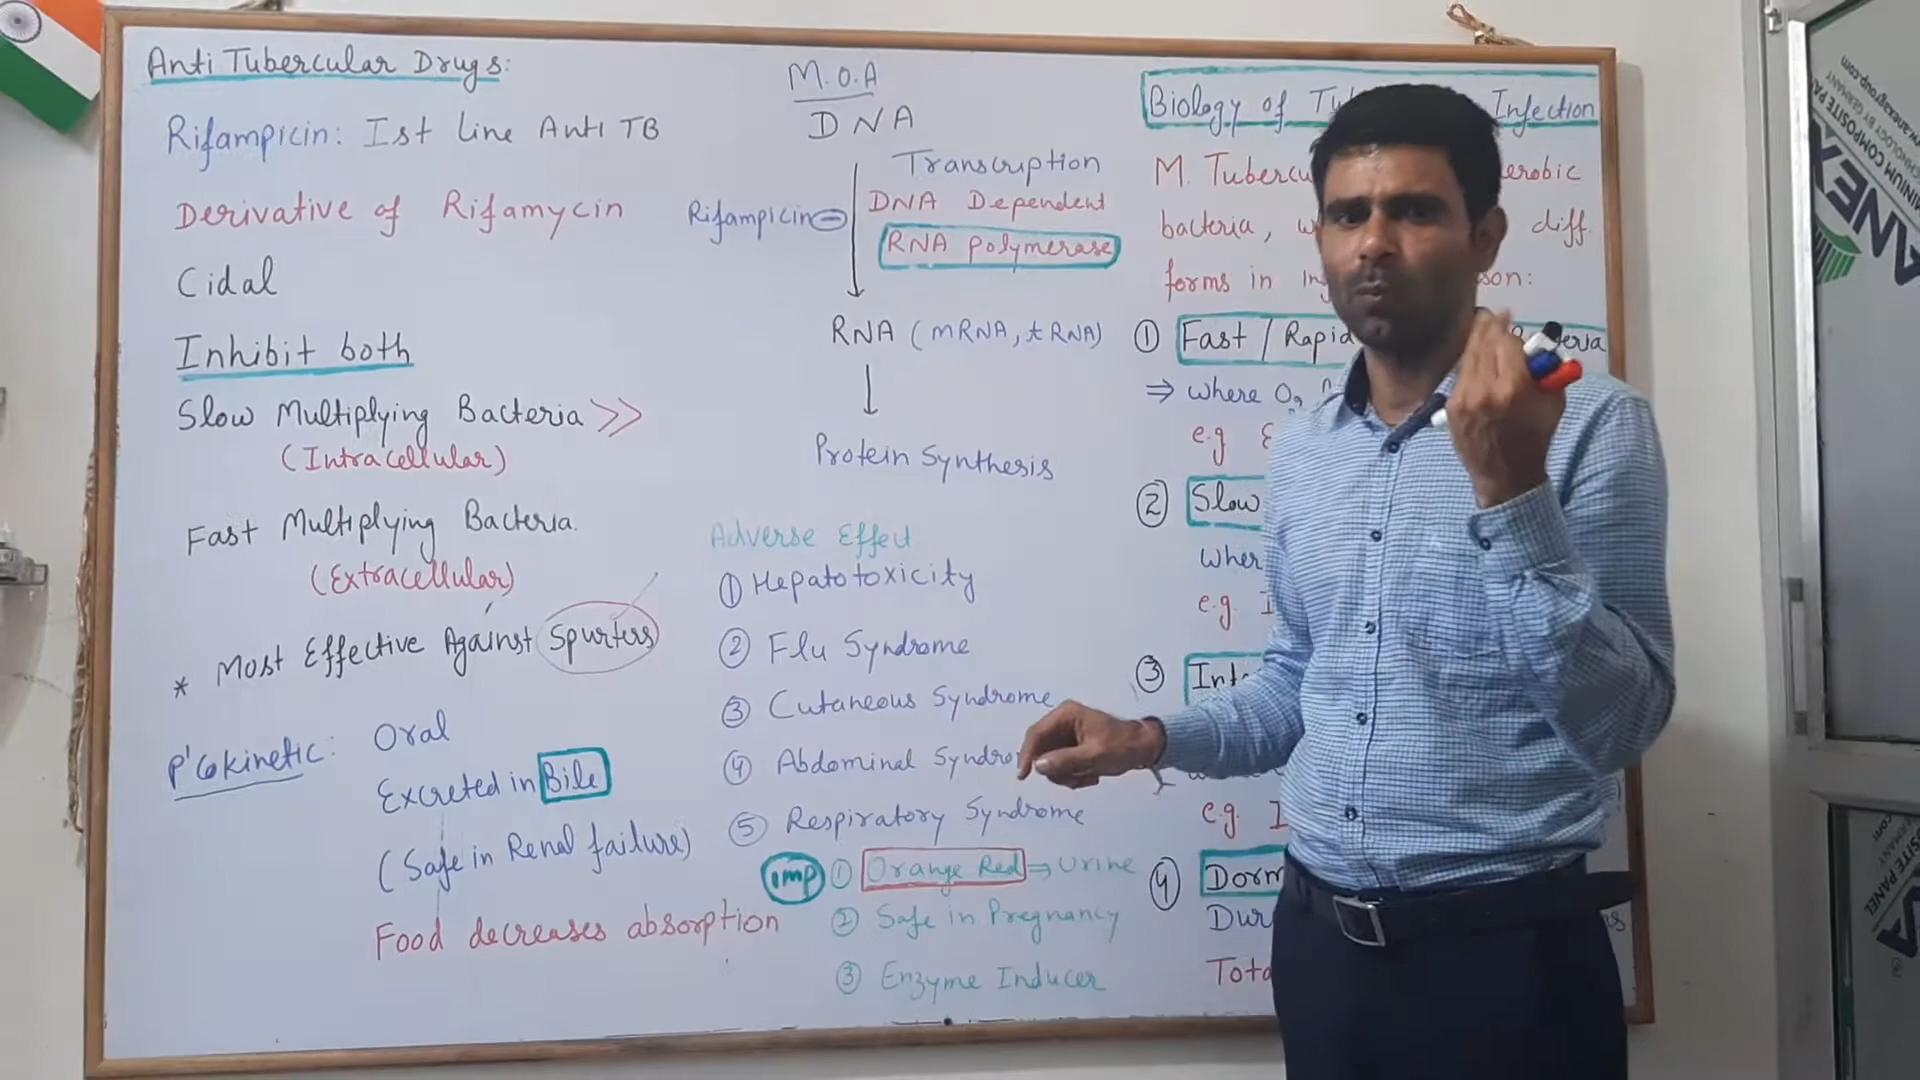 Anti Tubercular Drugs:
Rifampicin: Ist Line Anti TB
Derivative of Rifamycin
Cidal
Inhibit both
Slow Multiplying Bacteria >>
(Intracellular)
Fast Multiplying Bacteria.
(Extracellular)
* Most Effective Against Spurters
P'Cokinetic: Oral
Excreted in Bile
(Safe in Renal failure)
Food decreases absorption
M.O.A
DNA
Transcription
DNA Dependent
Rifampicin ⊖
RNA Polymerase
RNA (mRNA, tRNA)
Protein Synthesis
Adverse Effect
① Hepatotoxicity
② Flu Syndrome
③ Cutaneous Syndrome
④ Abdominal Syndro
⑤ Respiratory Syndrome
imp ① Orange Red ⇒ Urine
② Safe in Pregnancy
③ Enzyme Inducer
Biology of Tu Infection
M. Tubercu erobic
bacteria, diff.
forms in son:
① Fast / Rapid eria
⇒ where O2
e.g
② Slow
Wher
e.g. I
③ Int
e.g. I
④ Dorm
Dur
Tota
ANEX